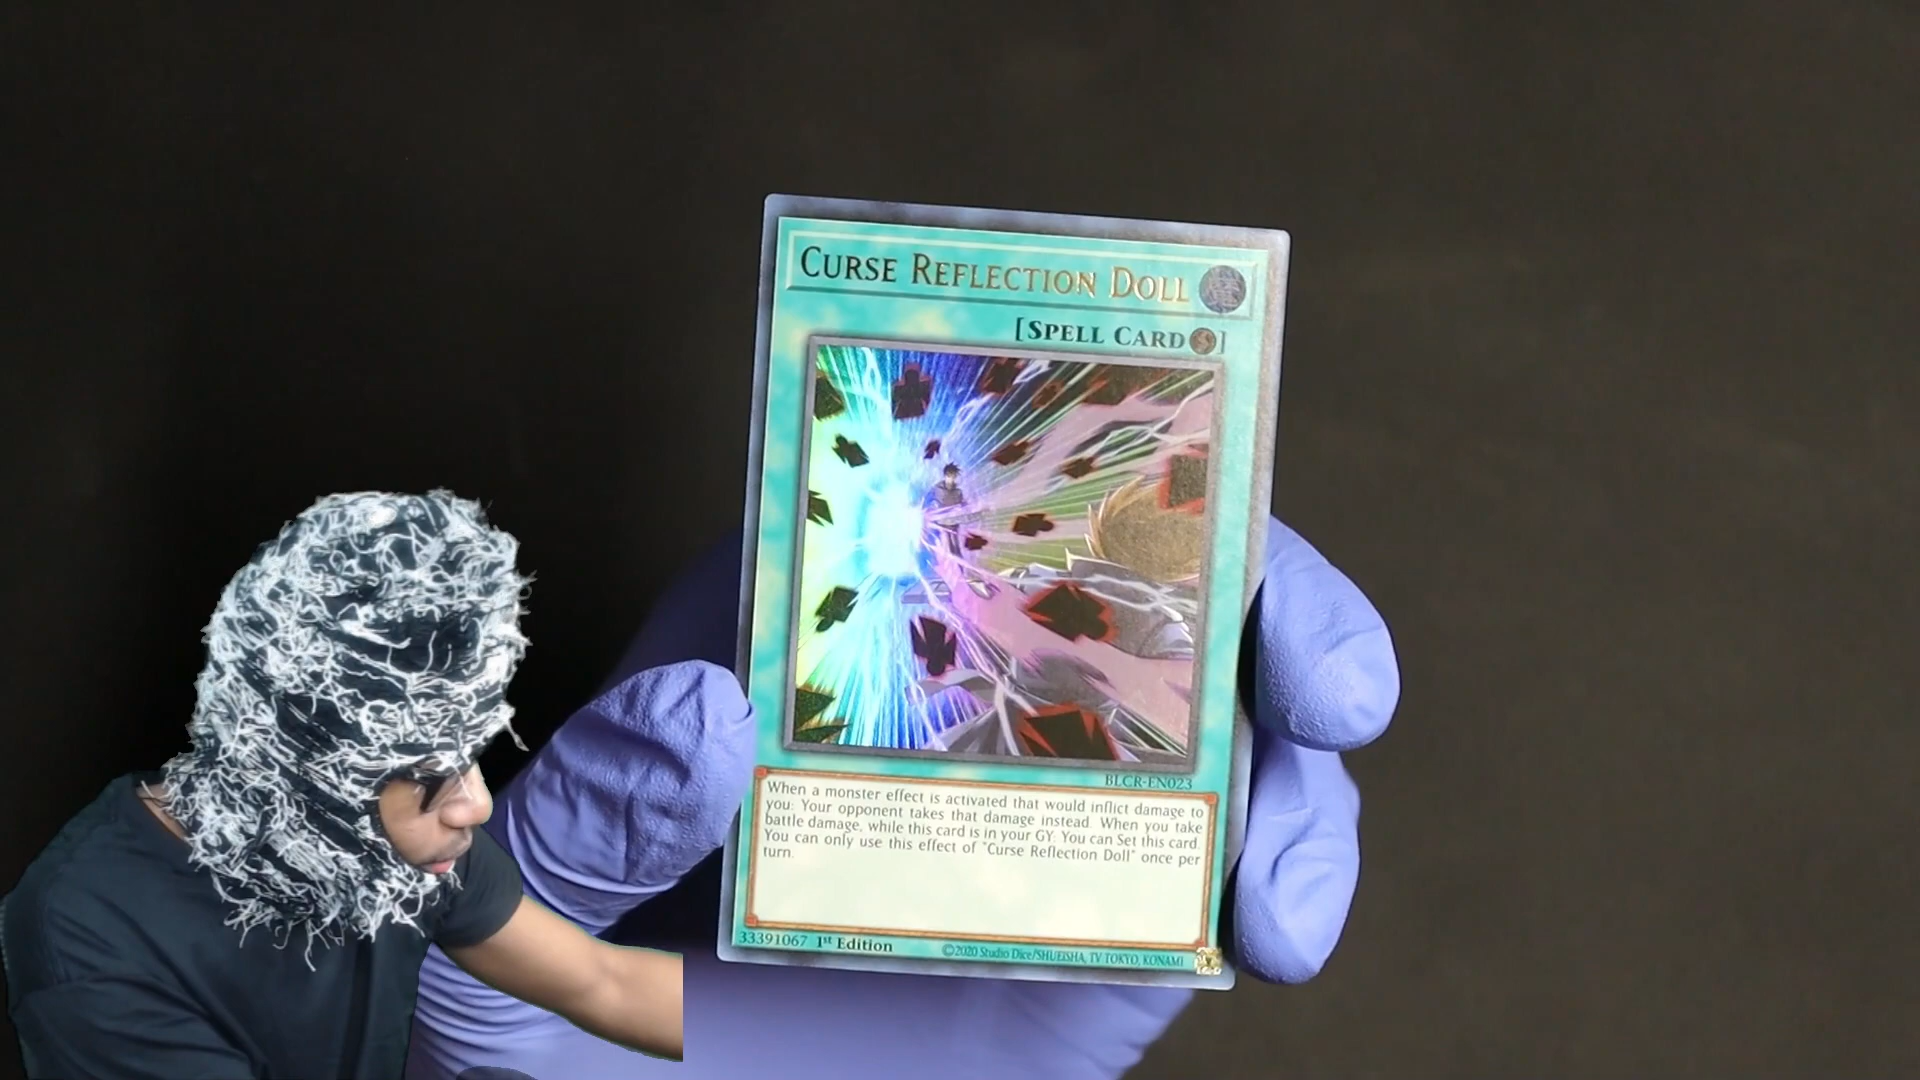 CURSE REFLECTION DOLL
[SPELL CARD]
BLCR-EN023
When a monster effect is activated that would inflict damage to
you: Your opponent takes that damage instead. When you take
battle damage, while this card is in your GY: You can Set this card.
You can only use this effect of "Curse Reflection Doll" once per
turn.
33391067 1st Edition ©2020 Studio Dice/SHUEISHA, TV TOKYO, KONAMI